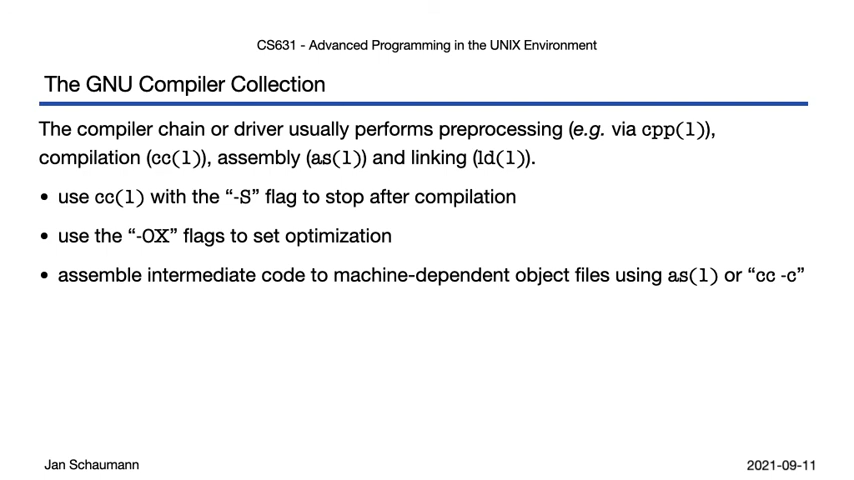 CS631 - Advanced Programming in the UNIX Environment
The GNU Compiler Collection
The compiler chain or driver usually performs preprocessing (e.g. via cpp(1)),
compilation (cc(1)), assembly (as(1)) and linking (ld(1)).
• use cc(1) with the “-S” flag to stop after compilation
• use the “-OX” flags to set optimization
• assemble intermediate code to machine-dependent object files using as(1) or “cc -c”
Jan Schaumann
2021-09-11